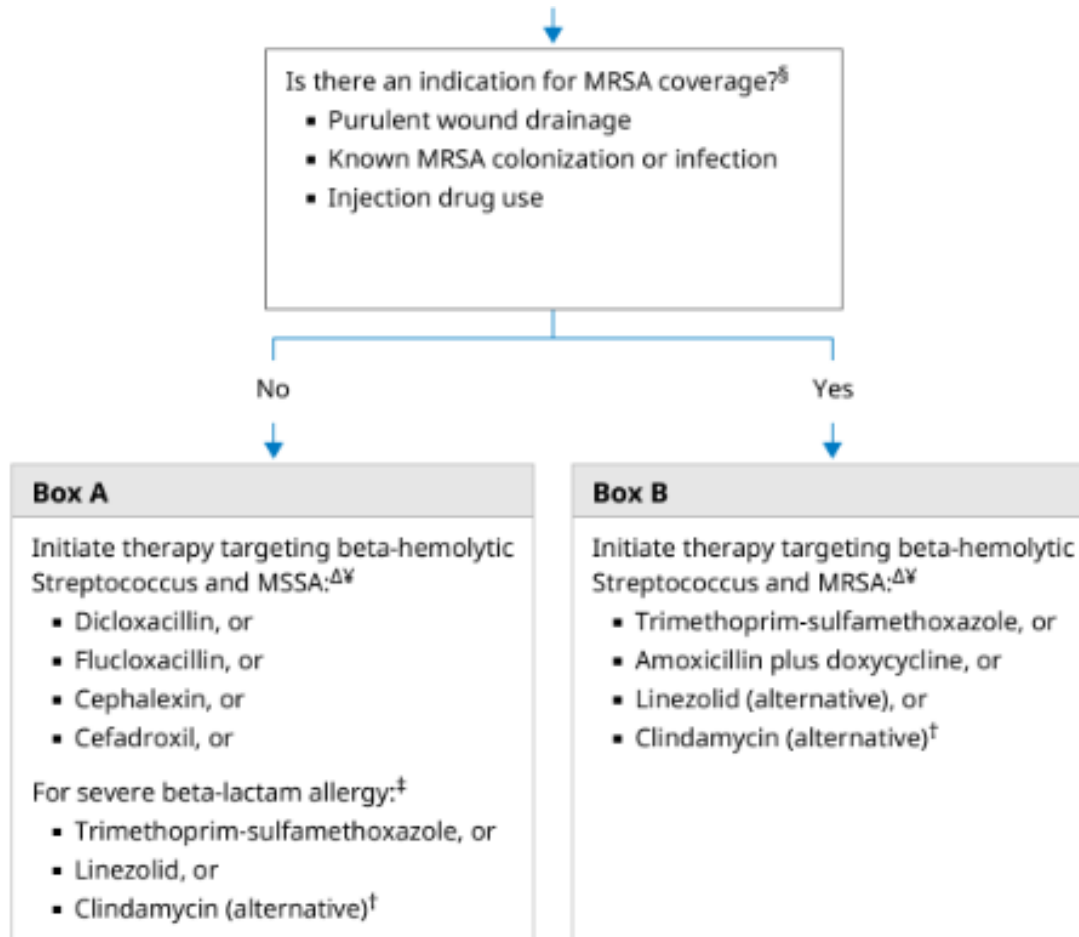 Is there an indication for MRSA coverage?§
▪ Purulent wound drainage
▪ Known MRSA colonization or infection
▪ Injection drug use
No
Yes
Box A
Initiate therapy targeting beta-hemolytic
Streptococcus and MSSA:Δ¥
▪ Dicloxacillin, or
▪ Flucloxacillin, or
▪ Cephalexin, or
▪ Cefadroxil, or
For severe beta-lactam allergy:‡
▪ Trimethoprim-sulfamethoxazole, or
▪ Linezolid, or
▪ Clindamycin (alternative)†
Box B
Initiate therapy targeting beta-hemolytic
Streptococcus and MRSA:Δ¥
▪ Trimethoprim-sulfamethoxazole, or
▪ Amoxicillin plus doxycycline, or
▪ Linezolid (alternative), or
▪ Clindamycin (alternative)†